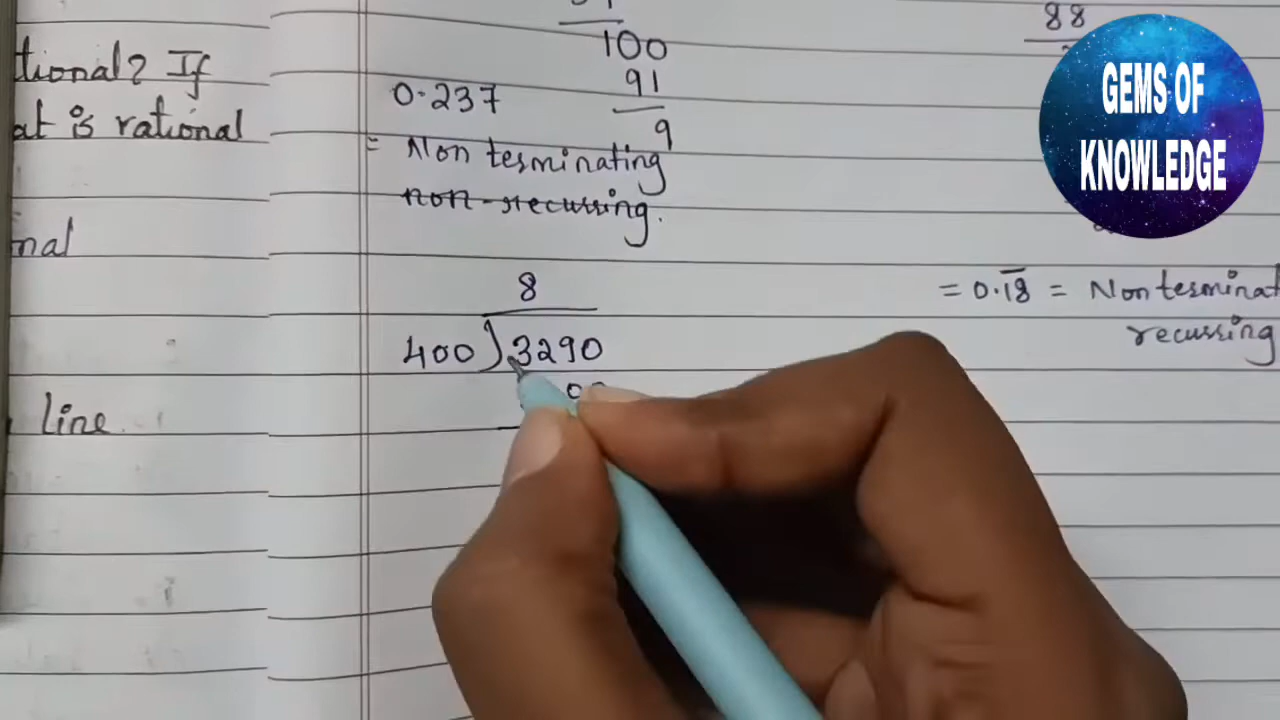 tional? If
at is rational
nal
line
100
91
9
0.237
= Non terminating
non-recurring.
8
400)3290
88
GEMS OF
KNOWLEDGE
= 0.18 = Non terminat
recurring